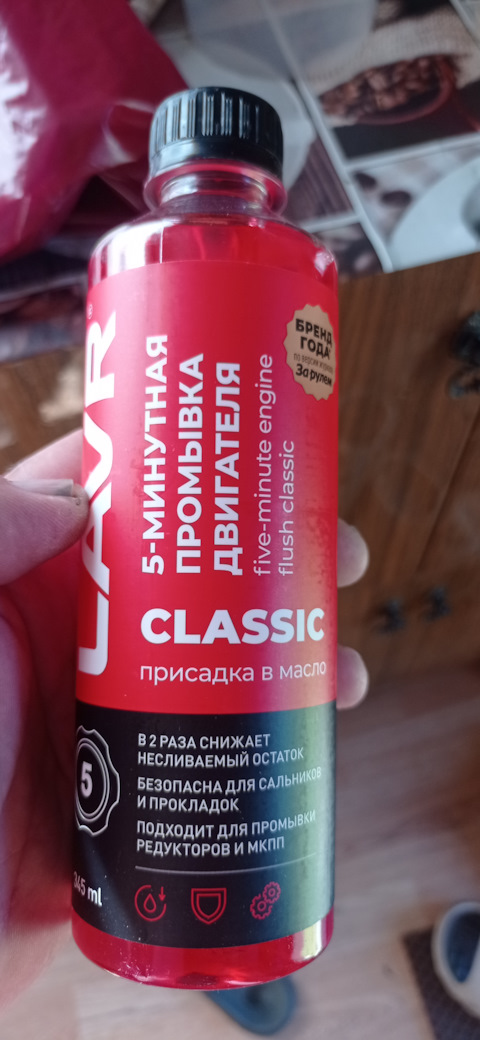 LAVR®
5-МИНУТНАЯ
ПРОМЫВКА
ДВИГАТЕЛЯ
five-minute engine
flush classic
БРЕНД
ГОДА
За рулем
CLASSIC
присадка в масло
5
В 2 РАЗА СНИЖАЕТ
НЕСЛИВАЕМЫЙ ОСТАТОК
БЕЗОПАСНА ДЛЯ САЛЬНИКОВ
И ПРОКЛАДОК
ПОДХОДИТ ДЛЯ ПРОМЫВКИ
РЕДУКТОРОВ И МКПП
345 ml